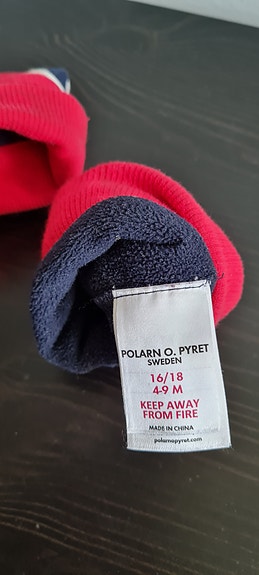 POLARN O. PYRET
SWEDEN
16/18
4-9 M
KEEP AWAY
FROM FIRE
MADE IN CHINA
polarnopyret.com